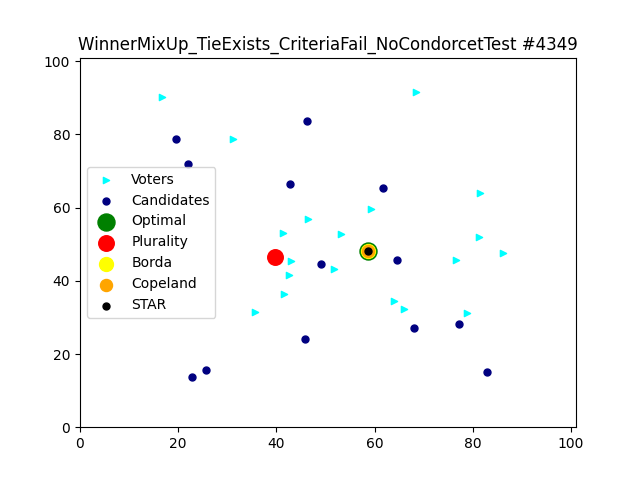 WinnerMixUp_TieExists_CriteriaFail_NoCondorcetTest #4349
100
80
60
40
20
0
Voters
Candidates
Optimal
Plurality
Borda
Copeland
STAR
0 20 40 60 80 100